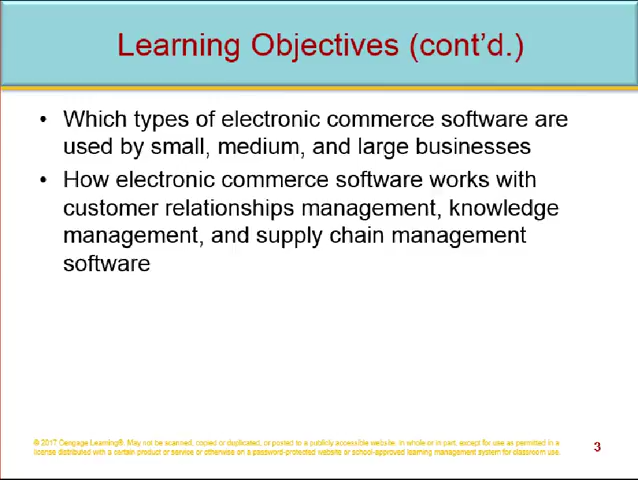 Learning Objectives (cont'd.)
• Which types of electronic commerce software are
used by small, medium, and large businesses
• How electronic commerce software works with
customer relationships management, knowledge
management, and supply chain management
software
© 2017 Cengage Learning®. May not be scanned, copied or duplicated, or posted to a publicly accessible website, in whole or in part, except for use as permitted in a
license distributed with a certain product or service or otherwise on a password-protected website or school-approved learning management system for classroom use.
3